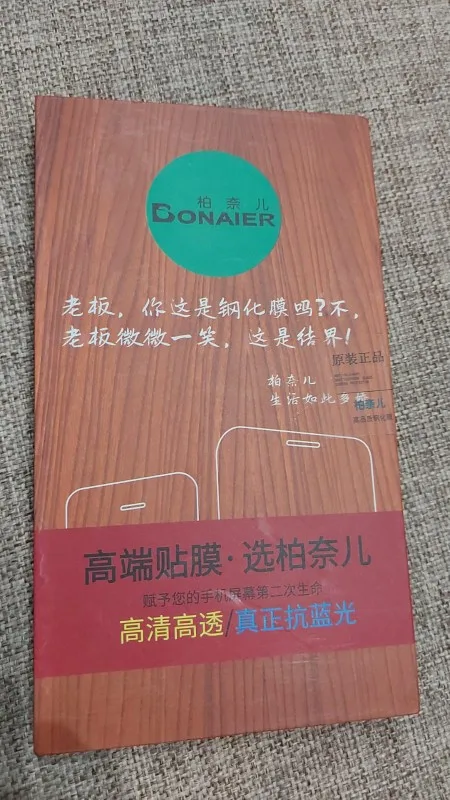 柏奈儿
BONAIER
老板，你这是钢化膜吗?不，
老板微微一笑，这是结界!
原装正品
柏奈儿
生活如此多
柏奈儿
高端贴膜·选柏奈儿
赋予您的手机屏幕第二次生命
高清高透/真正抗蓝光